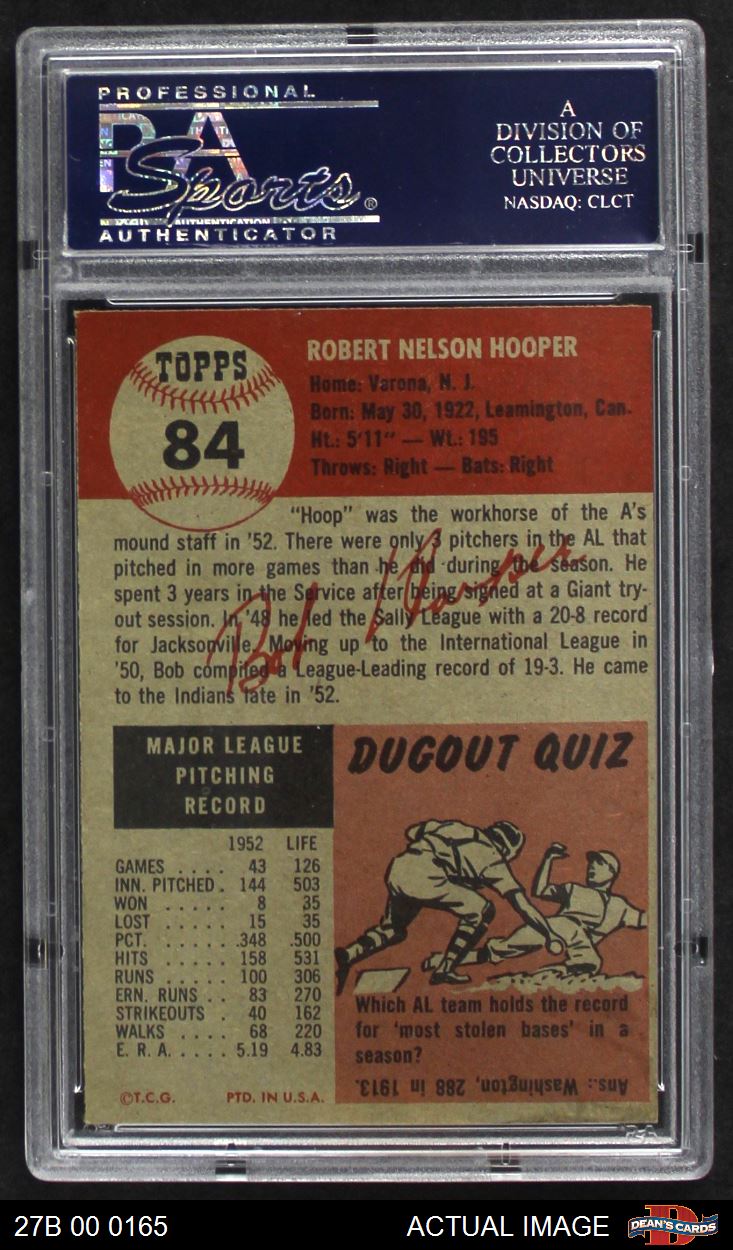 PROFESSIONAL
PSA
Sports®
AUTHENTICATION
AUTHENTICATOR
A
DIVISION OF
COLLECTORS
UNIVERSE
NASDAQ: CLCT
TOPPS
84
ROBERT NELSON HOOPER
Home: Varona, N. J.
Born: May 30, 1922, Leamington, Can.
Ht.: 5'11" — Wt.: 195
Throws: Right — Bats: Right
"Hoop" was the workhorse of the A's
mound staff in '52. There were only 3 pitchers in the AL that
pitched in more games than he did during the season. He
spent 3 years in the Service after being signed at a Giant try-
out session. In '48 he led the Sally League with a 20-8 record
for Jacksonville. Moving up to the International League in
'50, Bob compiled a League-Leading record of 19-3. He came
to the Indians late in '52.
Bob Hooper
MAJOR LEAGUE
PITCHING
RECORD
1952 LIFE
GAMES .... 43 126
INN. PITCHED . 144 503
WON ..... 8 35
LOST ..... 15 35
PCT. ...... .348 .500
HITS ..... 158 531
RUNS ..... 100 306
ERN. RUNS .. 83 270
STRIKEOUTS . 40 162
WALKS .... 68 220
E. R. A. ..... 5.19 4.83
©T.C.G. PTD. IN U.S.A.
DUGOUT QUIZ
Which AL team holds the record
for 'most stolen bases' in a
season?
Ans.: Washington, 288 in 1913.
27B 00 0165
ACTUAL IMAGE
DEAN'S CARDS